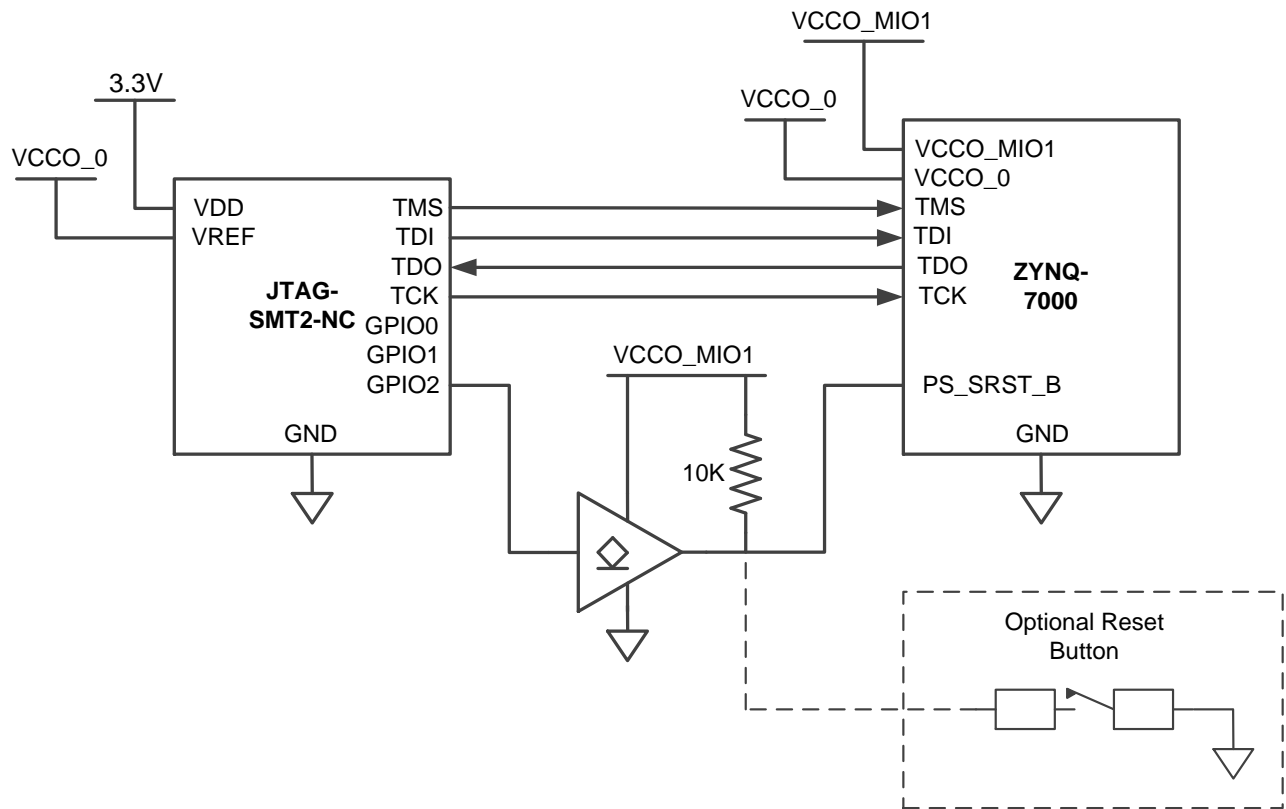 VCCO_MIO1
3.3V
VCCO_0
VCCO_0
VCCO_MIO1
VCCO_0
VDD
TMS
TMS
VREF
TDI
TDI
TDO
TDO
ZYNQ-
7000
JTAG-
SMT2-NC
TCK
TCK
GPIO0
GPIO1
VCCO_MIO1
GPIO2
PS_SRST_B
GND
GND
10K
Optional Reset
Button